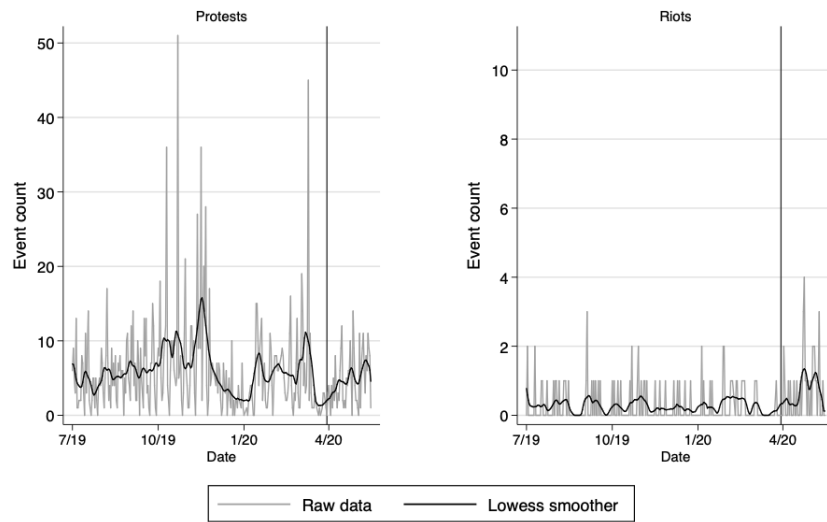 Protests
Event count
50
40
30
20
10
0
7/19 10/19 1/20 4/20
Date
Riots
Event count
10
8
6
4
2
0
7/19 10/19 1/20 4/20
Date
Raw data Lowess smoother